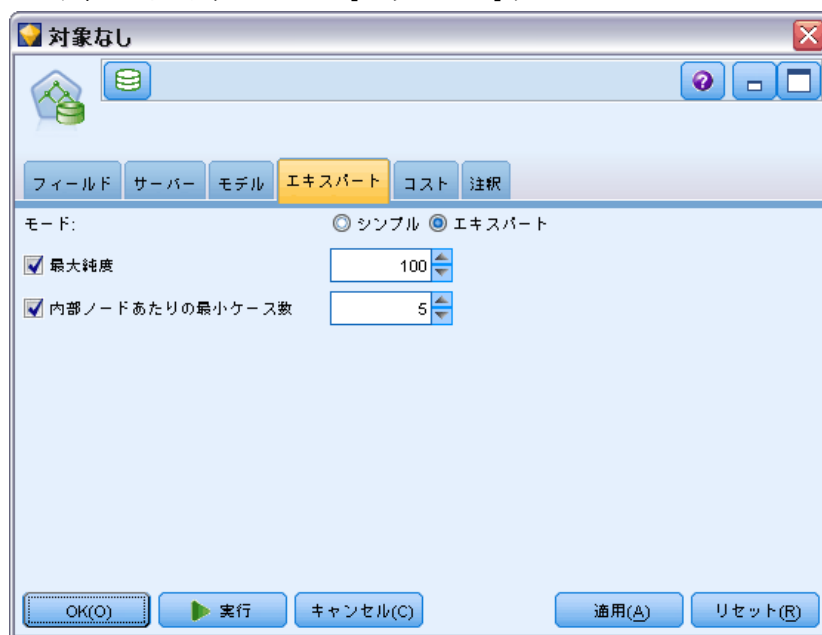 対象なし
フィールド サーバー モデル エキスパート コスト 注釈
モード: シンプル エキスパート
最大純度 100
内部ノードあたりの最小ケース数 5
OK(O) 実行 キャンセル(C) 適用(A) リセット(R)